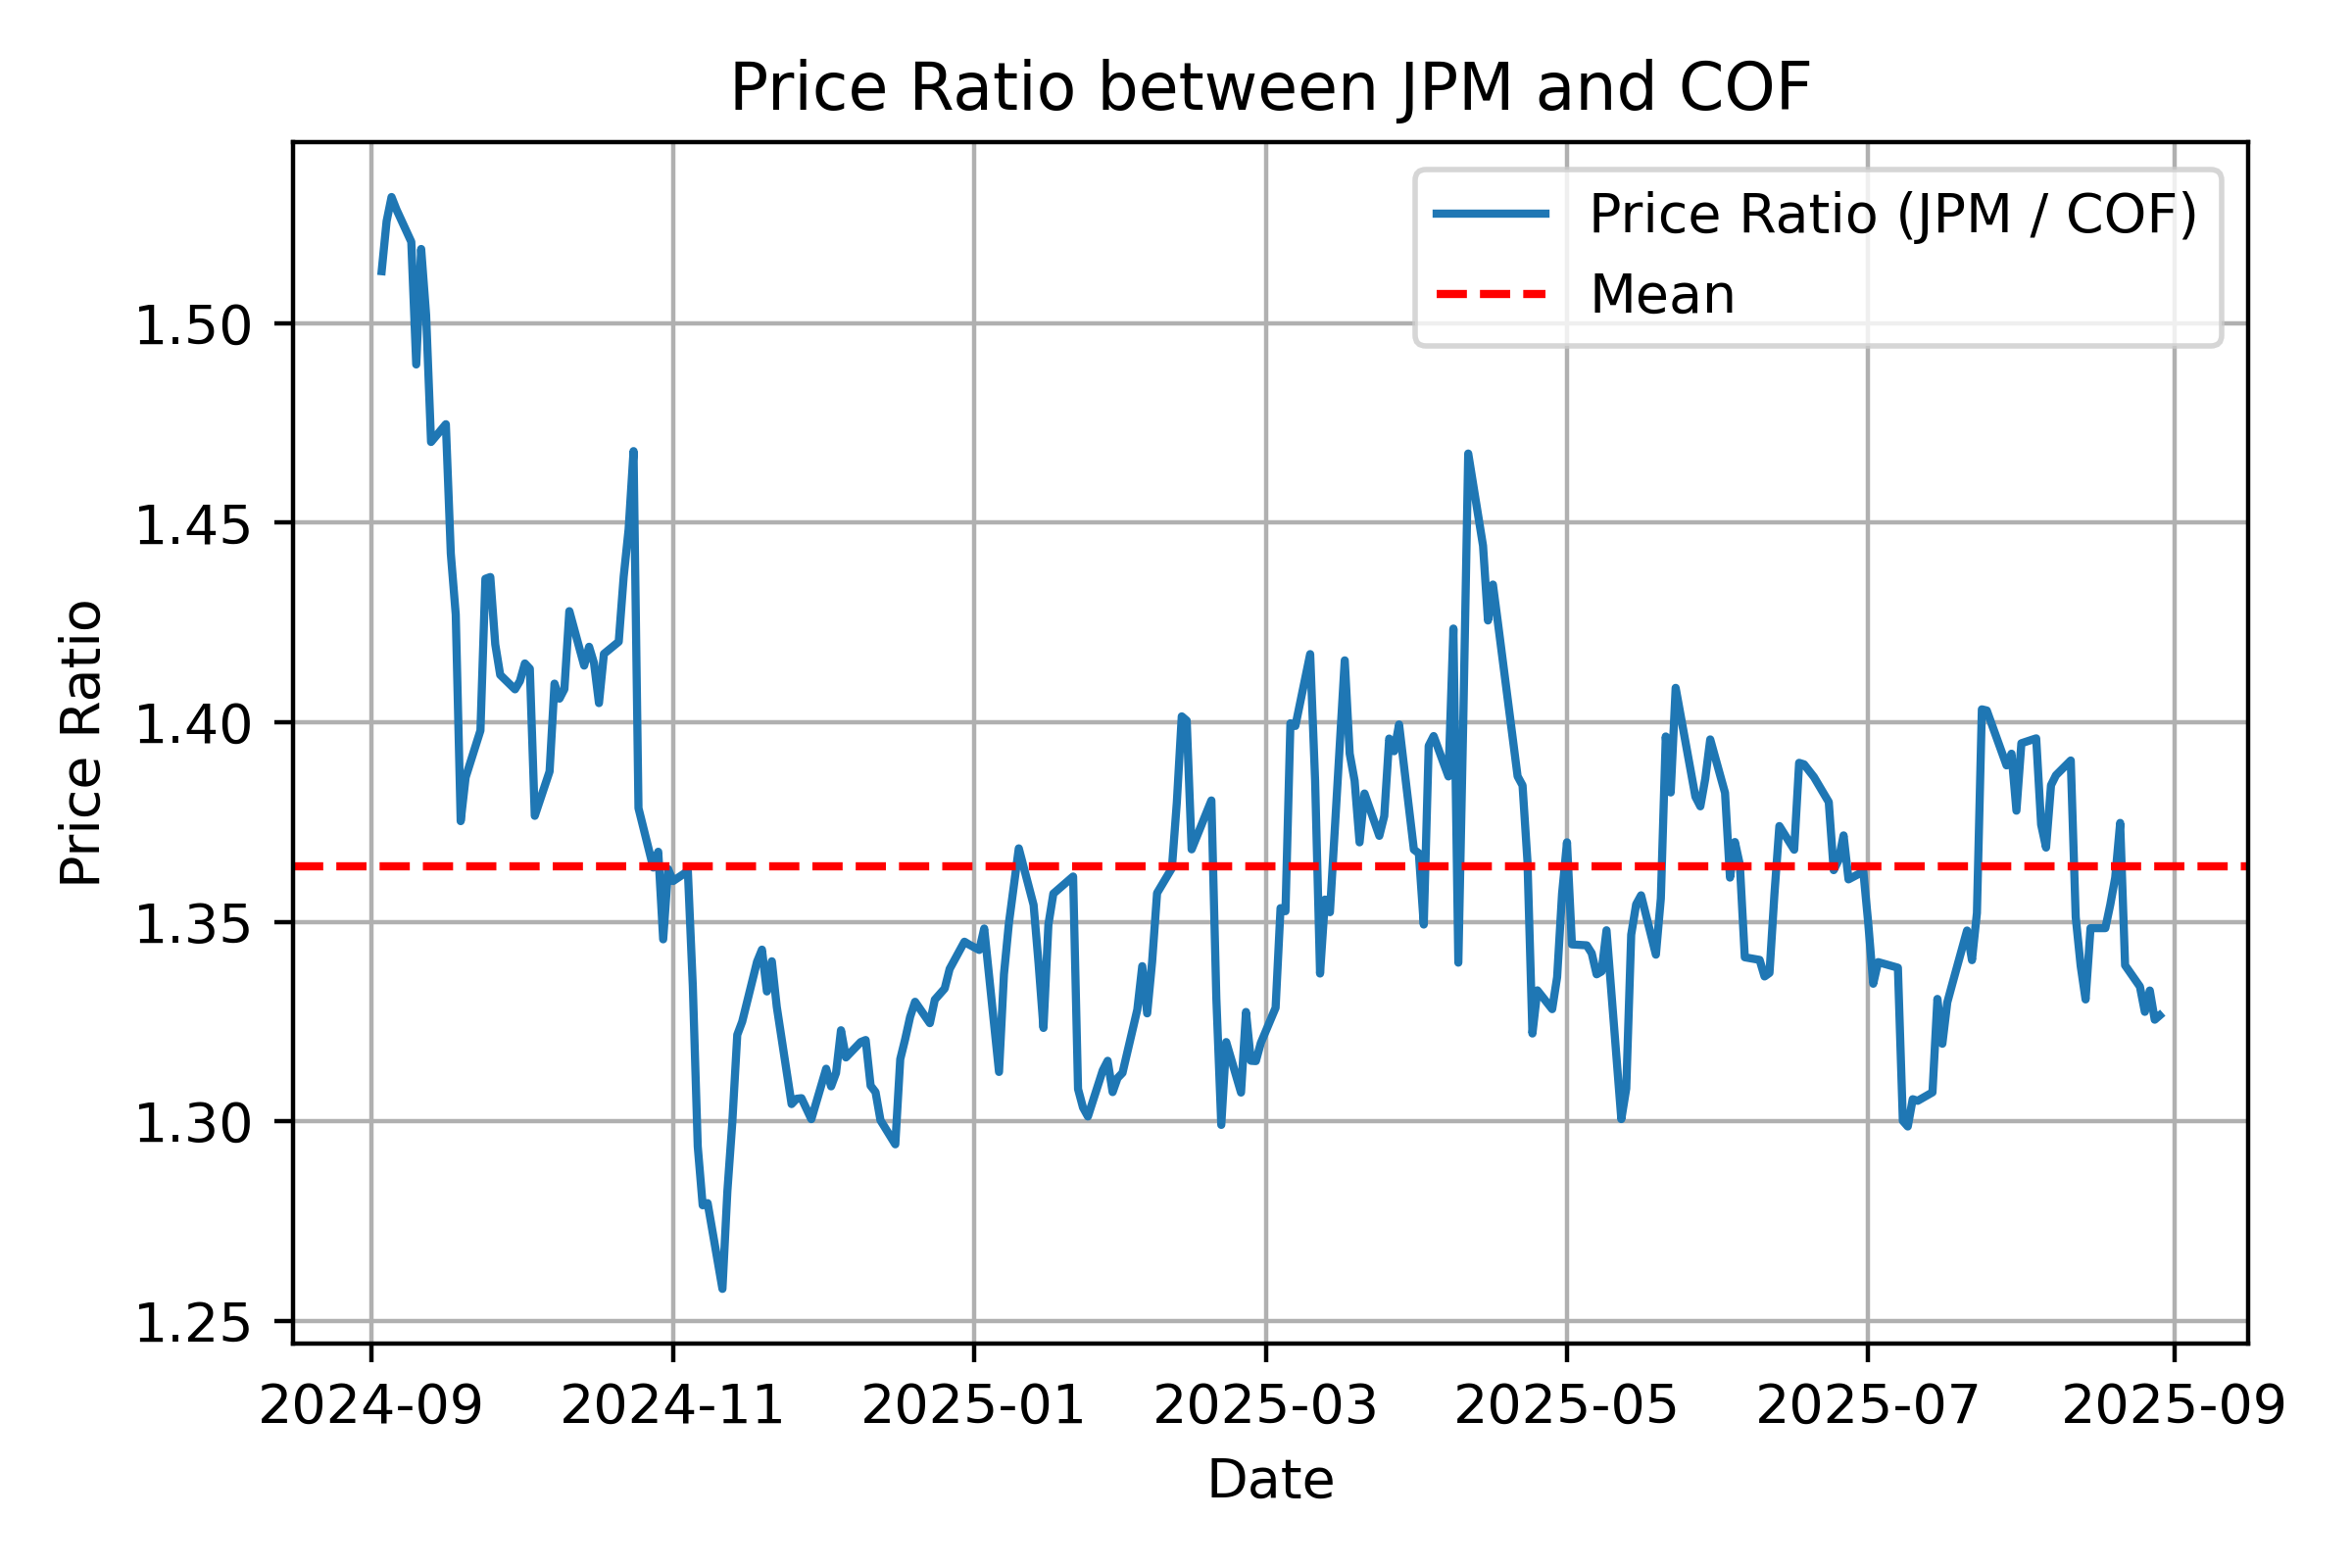 Price Ratio between JPM and COF
Price Ratio (JPM / COF)
Mean
1.50
1.45
1.40
1.35
1.30
1.25
Price Ratio
2024-09 2024-11 2025-01 2025-03 2025-05 2025-07 2025-09
Date